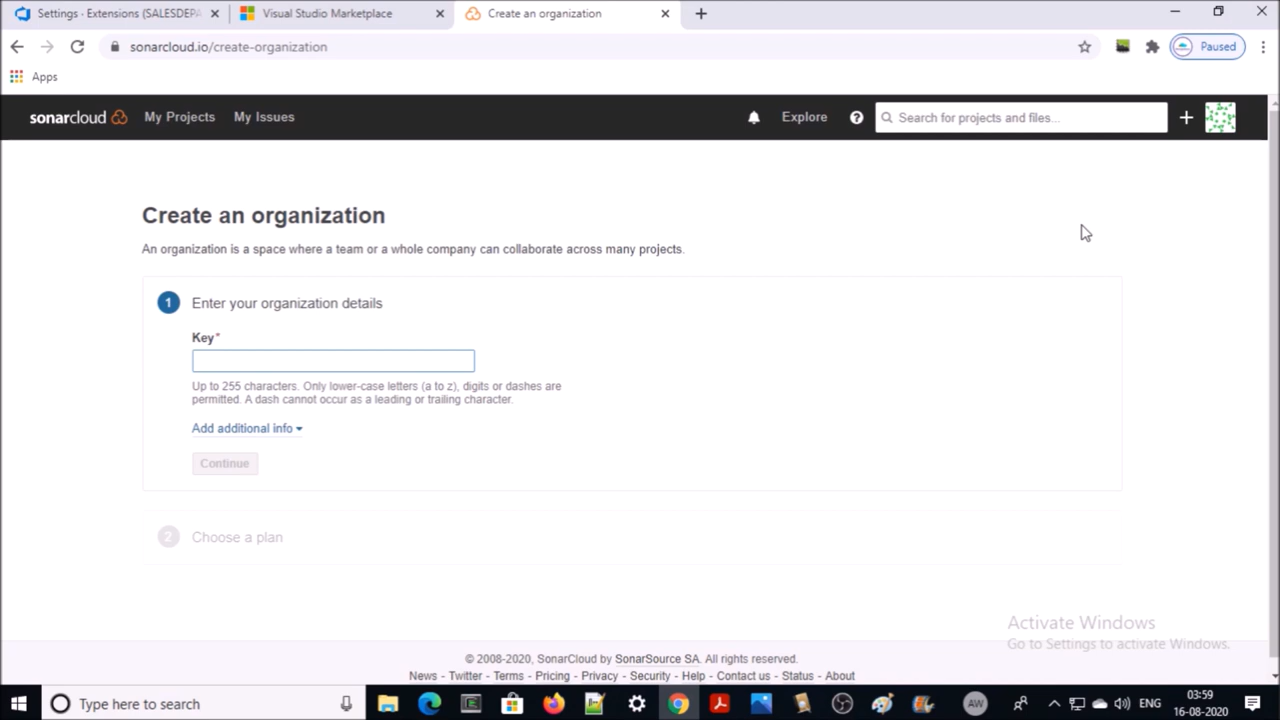 Settings · Extensions (SALESDEPA
Visual Studio Marketplace
Create an organization
sonarcloud.io/create-organization
Paused
Apps
sonarcloud
My Projects
My Issues
Explore
Search for projects and files...
Create an organization
An organization is a space where a team or a whole company can collaborate across many projects.
1 Enter your organization details
Key*
Up to 255 characters. Only lower-case letters (a to z), digits or dashes are
permitted. A dash cannot occur as a leading or trailing character.
Add additional info
Continue
2 Choose a plan
Activate Windows
Go to Settings to activate Windows.
© 2008-2020, SonarCloud by SonarSource SA. All rights reserved.
News - Twitter - Terms - Pricing - Privacy - Security - Help - Contact us - Status - About
Type here to search
AW
ENG
03:59
16-08-2020